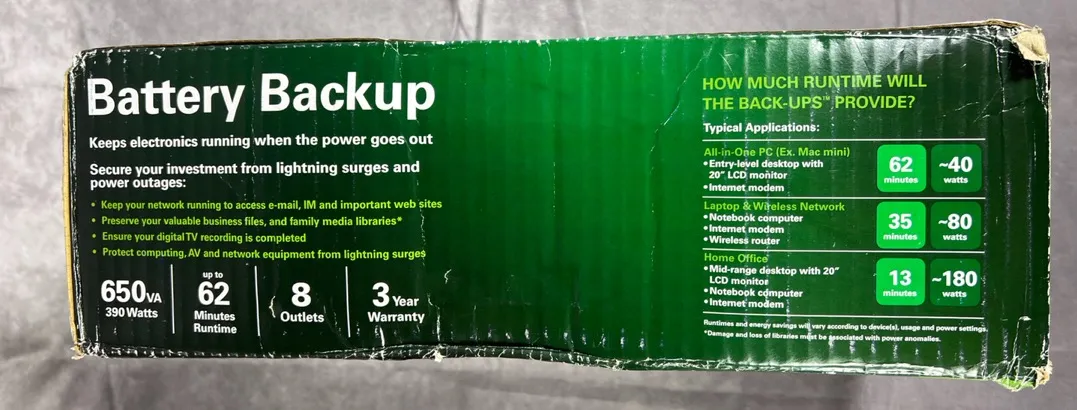 Battery Backup
Keeps electronics running when the power goes out
Secure your investment from lightning surges and
power outages:
• Keep your network running to access e-mail, IM and important web sites
• Preserve your valuable business files, and family media libraries*
• Ensure your digital TV recording is completed
• Protect computing, AV and network equipment from lightning surges
650VA
390 Watts
up to
62
Minutes
Runtime
8
Outlets
3 Year
Warranty
HOW MUCH RUNTIME WILL
THE BACK-UPS™ PROVIDE?
Typical Applications:
All-in-One PC (Ex. Mac mini)
• Entry-level desktop with
20" LCD monitor
• Internet modem
62
minutes
~40
watts
Laptop & Wireless Network
• Notebook computer
• Internet modem
• Wireless router
35
minutes
~80
watts
Home Office
• Mid-range desktop with 20"
LCD monitor
• Notebook computer
• Internet modem
13
minutes
~180
watts
Runtimes and energy savings will vary according to device(s), usage and power settings.
*Damage and loss of libraries must be associated with power anomalies.